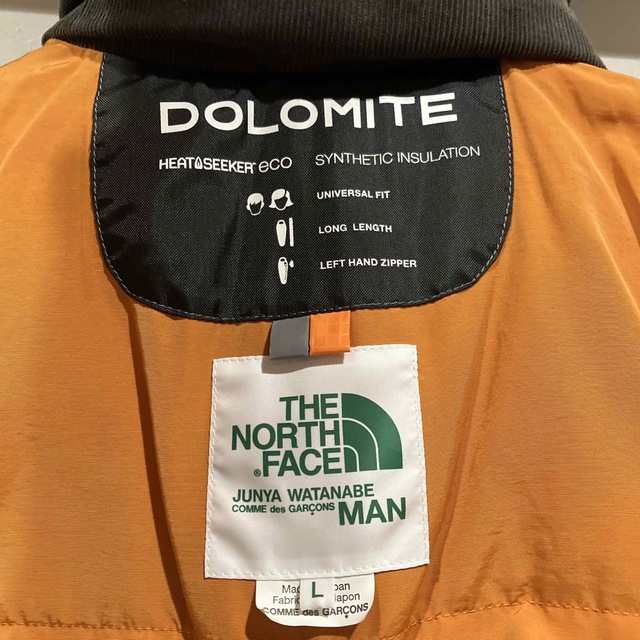 DOLOMITE
HEATSEEKER eco SYNTHETIC INSULATION
UNIVERSAL FIT
LONG LENGTH
LEFT HAND ZIPPER
THE
NORTH
FACE
JUNYA WATANABE
COMME des GARÇONS MAN
L
COMME des GARÇONS